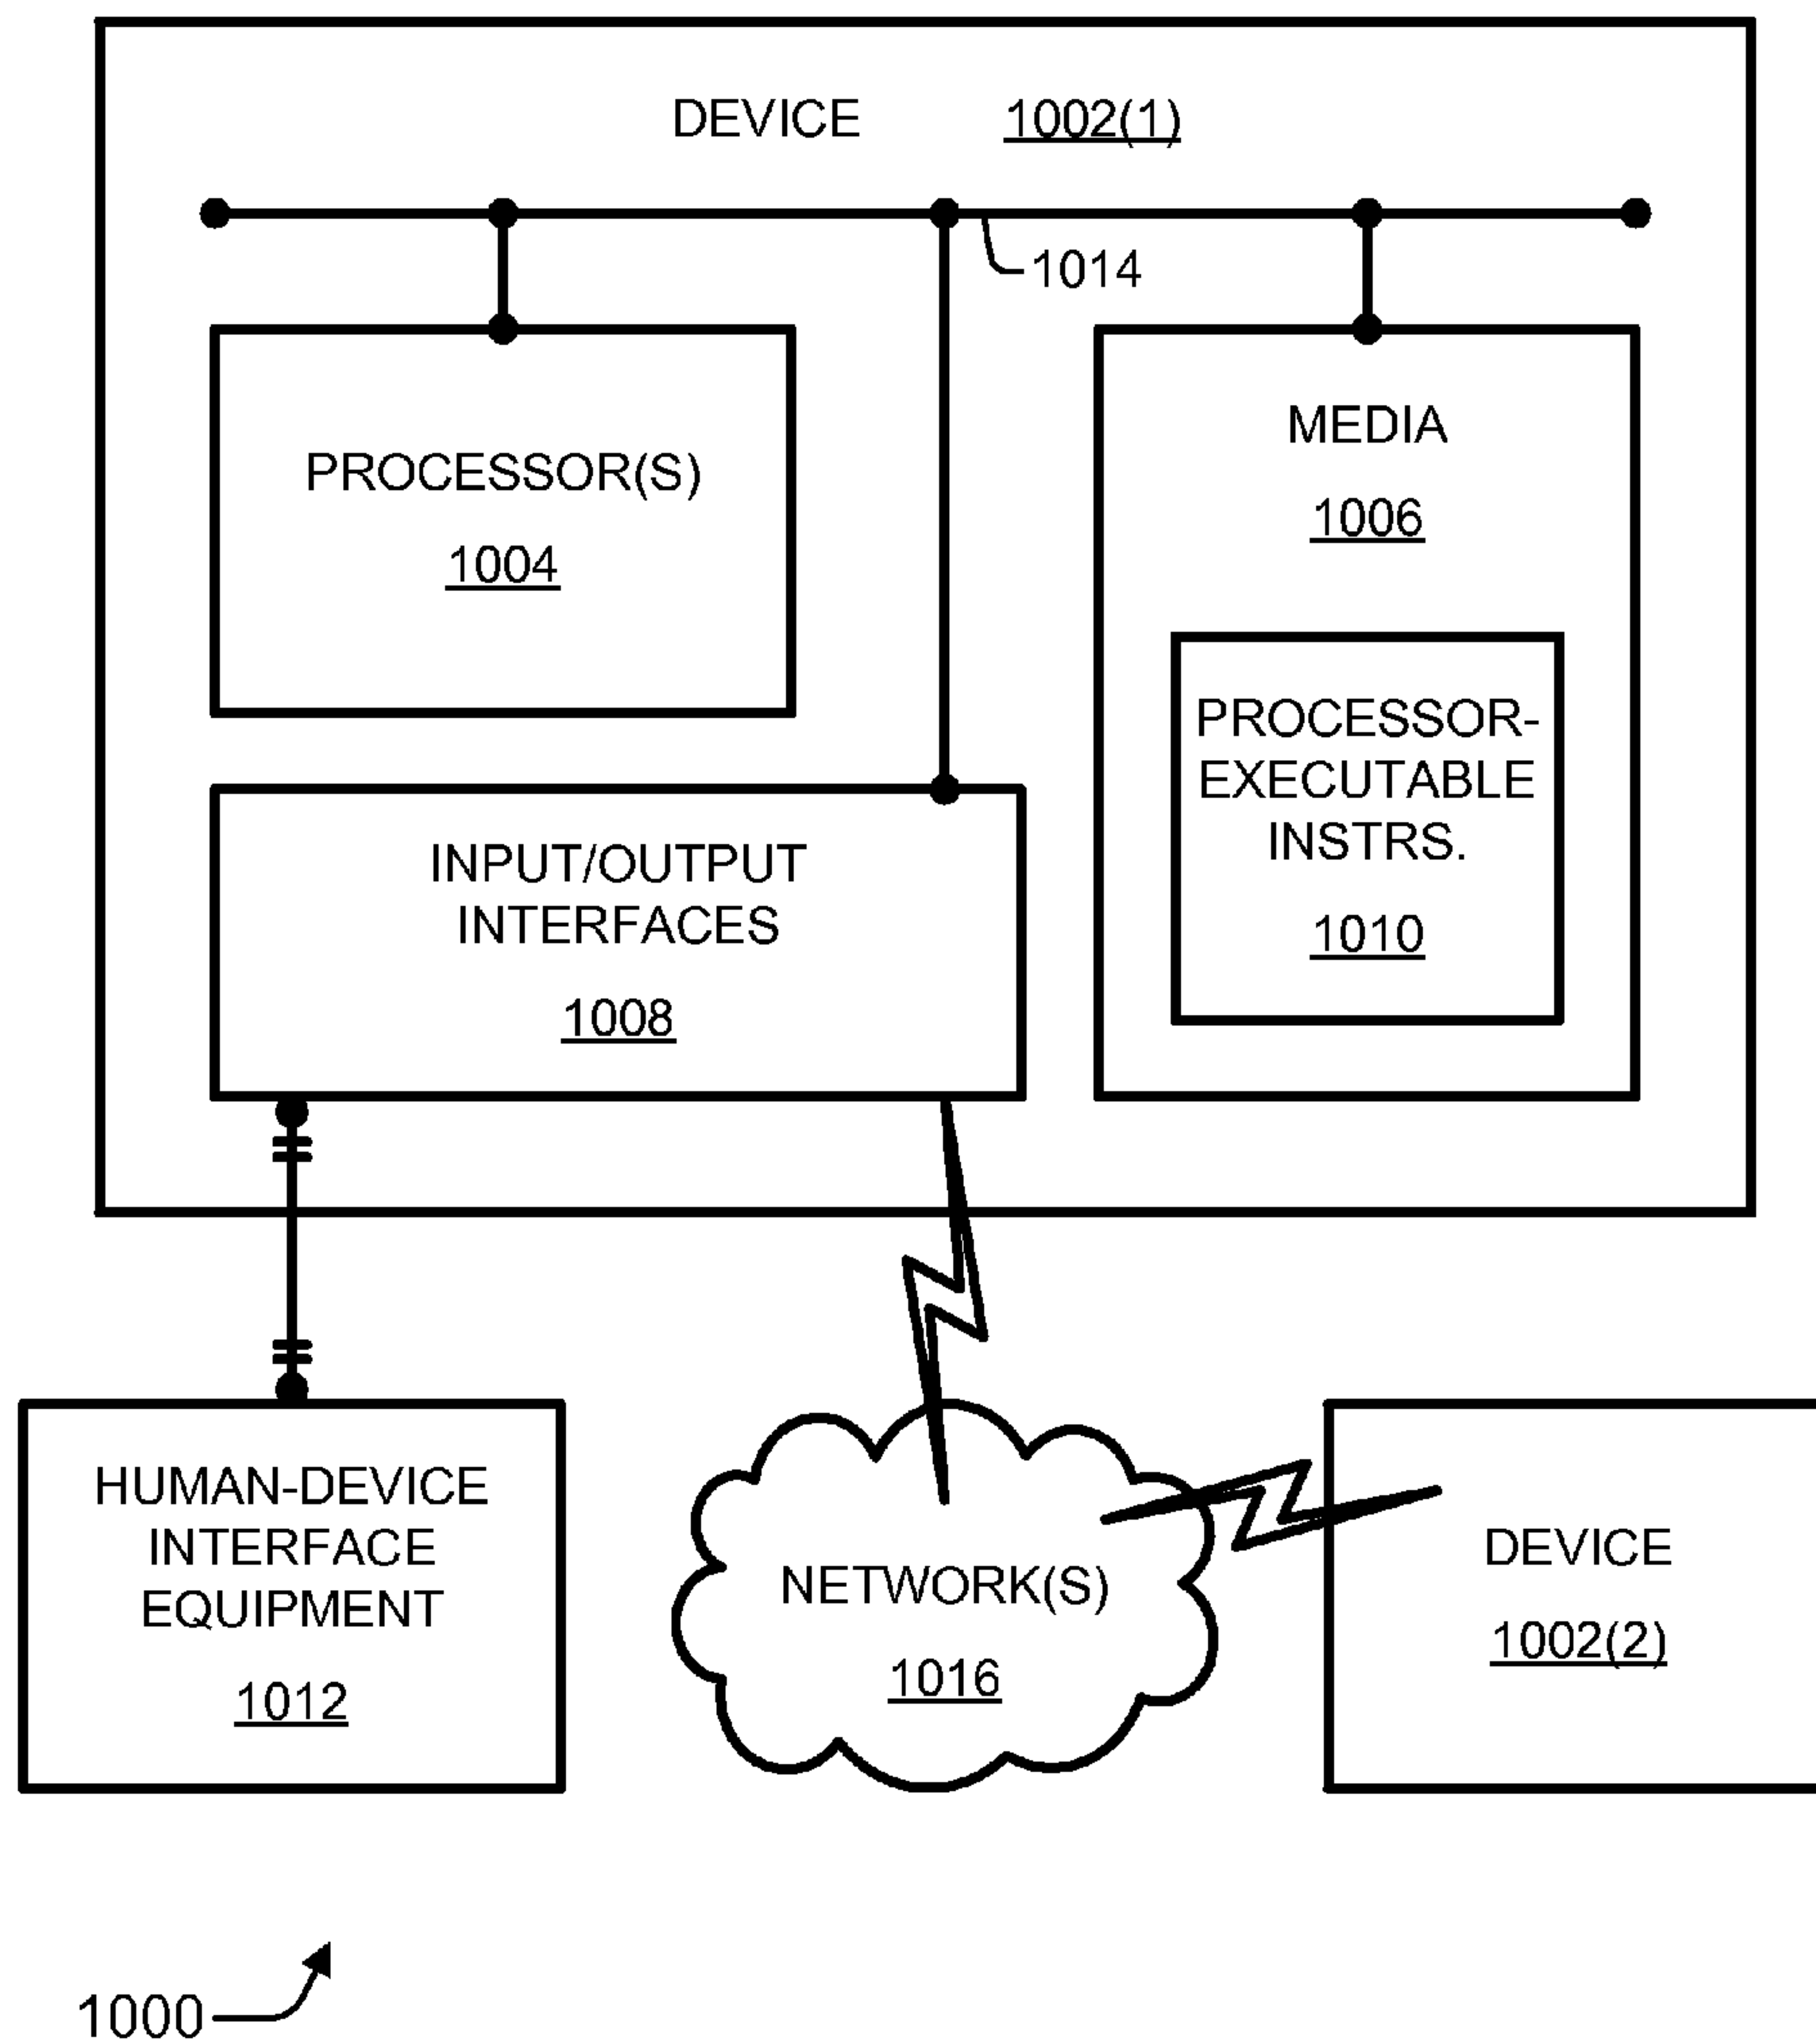 DEVICE 1002(1)
1014
PROCESSOR(S)
1004
MEDIA
1006
PROCESSOR-
EXECUTABLE
INSTRS.
1010
INPUT/OUTPUT
INTERFACES
1008
HUMAN-DEVICE
INTERFACE
EQUIPMENT
1012
NETWORK(S)
1016
DEVICE
1002(2)
1000